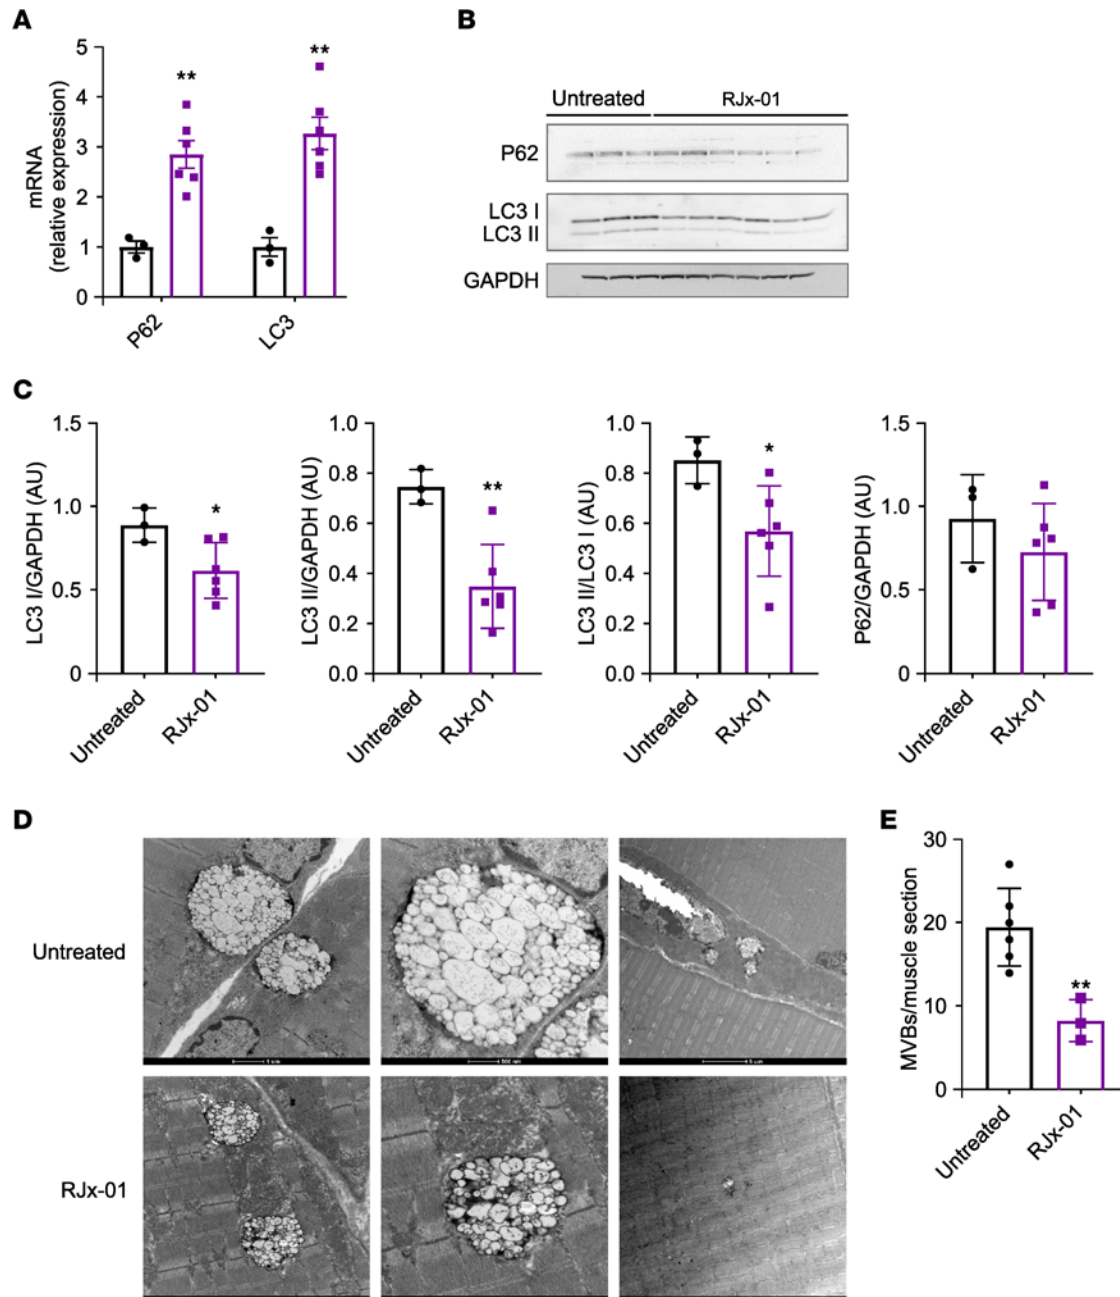 A
mRNA
(relative expression)
5
4
3
2
1
0
**
**
P62
LC3
B
Untreated
RJx-01
P62
LC3 I
LC3 II
GAPDH
C
LC3 I/GAPDH (AU)
1.5
1.0
0.5
0
*
Untreated
RJx-01
LC3 II/GAPDH (AU)
1.0
0.8
0.6
0.4
0.2
0.0
**
Untreated
RJx-01
LC3 II/LC3 I (AU)
1.0
0.8
0.6
0.4
0.2
0.0
*
Untreated
RJx-01
P62/GAPDH (AU)
1.5
1.0
0.5
0
Untreated
RJx-01
D
Untreated
RJx-01
E
MVBs/muscle section
30
20
10
0
**
Untreated
RJx-01